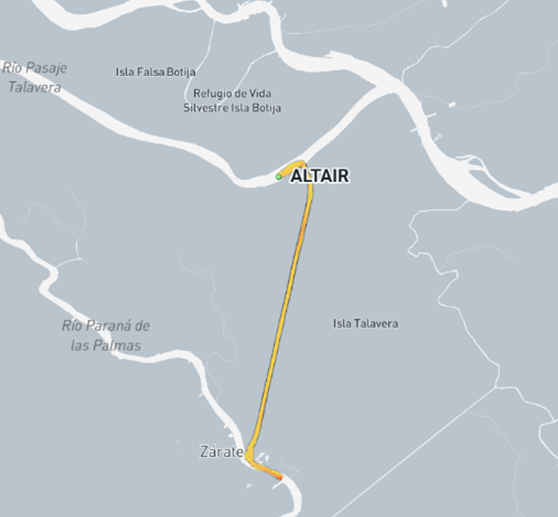 Río Pasaje
Talavera
Isla Falsa Botija
Refugio de Vida
Silvestre Isla Botija
ALTAIR
Río Paraná de
las Palmas
Isla Talavera
Zárate